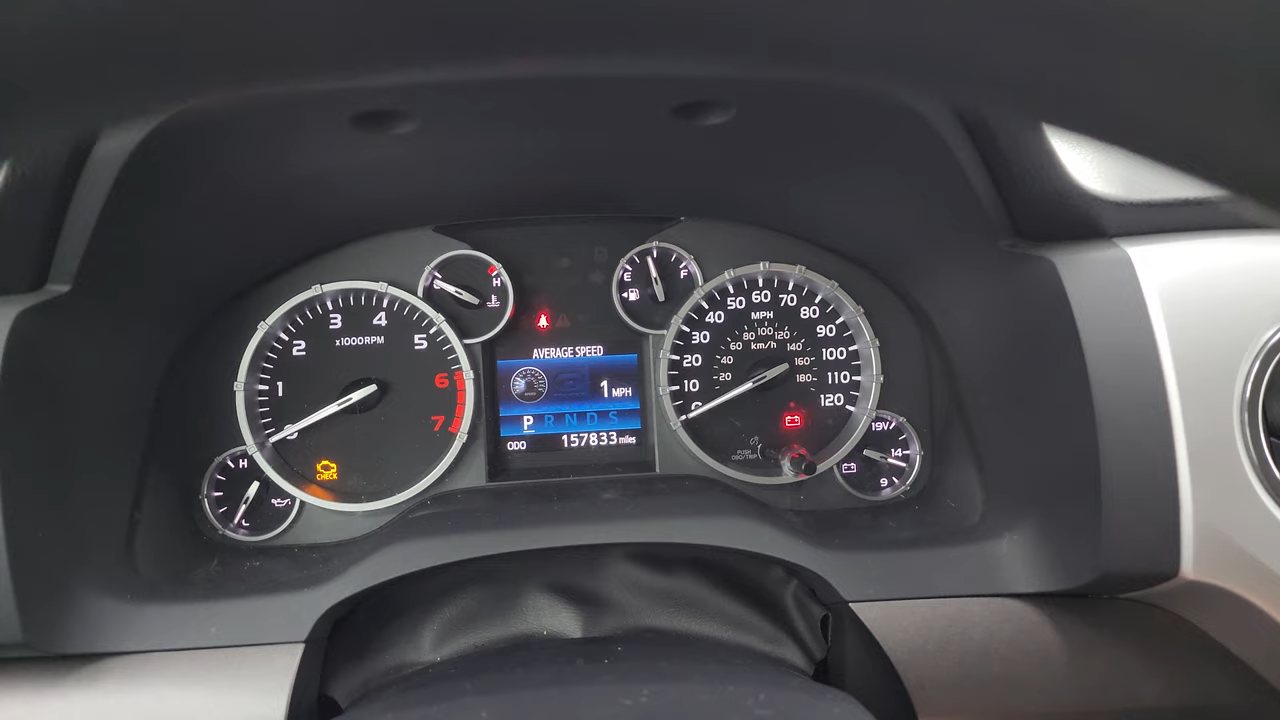 x1000RPM
0
1
2
3
4
5
6
7
CHECK
H
L
H
AVERAGE SPEED
1 MPH
P R N D S
ODO 157833 miles
E F
MPH
0
10
20
30
40
50
60
70
80
90
100
110
120
km/h
20
40
60
80
100
120
140
160
180
PUSH
ODO/TRIP
19V
14
9